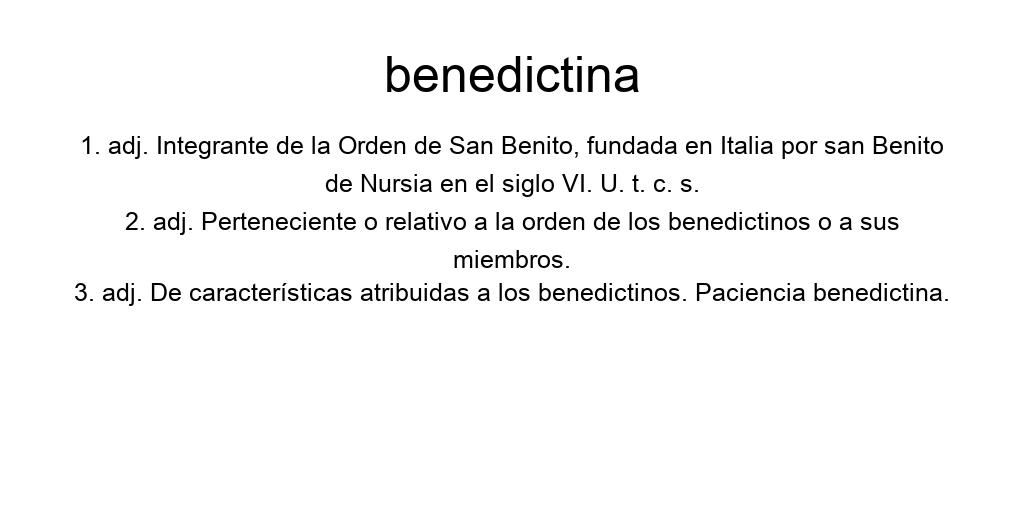 benedictina
1. adj. Integrante de la Orden de San Benito, fundada en Italia por san Benito
de Nursia en el siglo VI. U. t. c. s.
2. adj. Perteneciente o relativo a la orden de los benedictinos o a sus
miembros.
3. adj. De características atribuidas a los benedictinos. Paciencia benedictina.